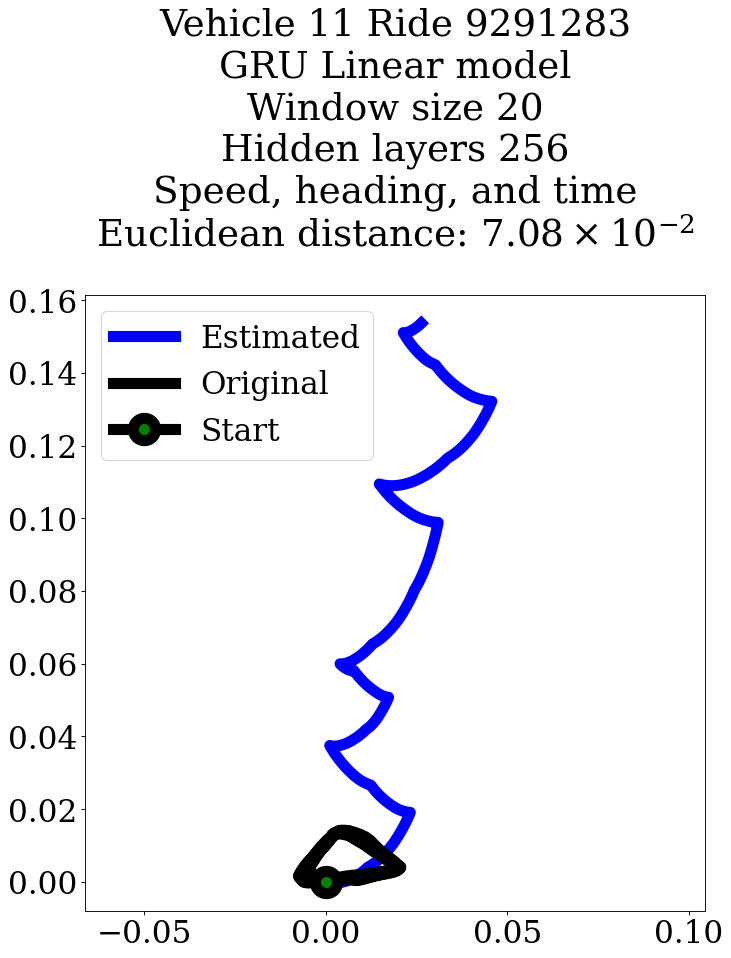 Vehicle 11 Ride 9291283
GRU Linear model
Window size 20
Hidden layers 256
Speed, heading, and time
Euclidean distance: 7.08 × 10⁻²
0.16
0.14
0.12
0.10
0.08
0.06
0.04
0.02
0.00
Estimated
Original
Start
−0.05
0.00
0.05
0.10